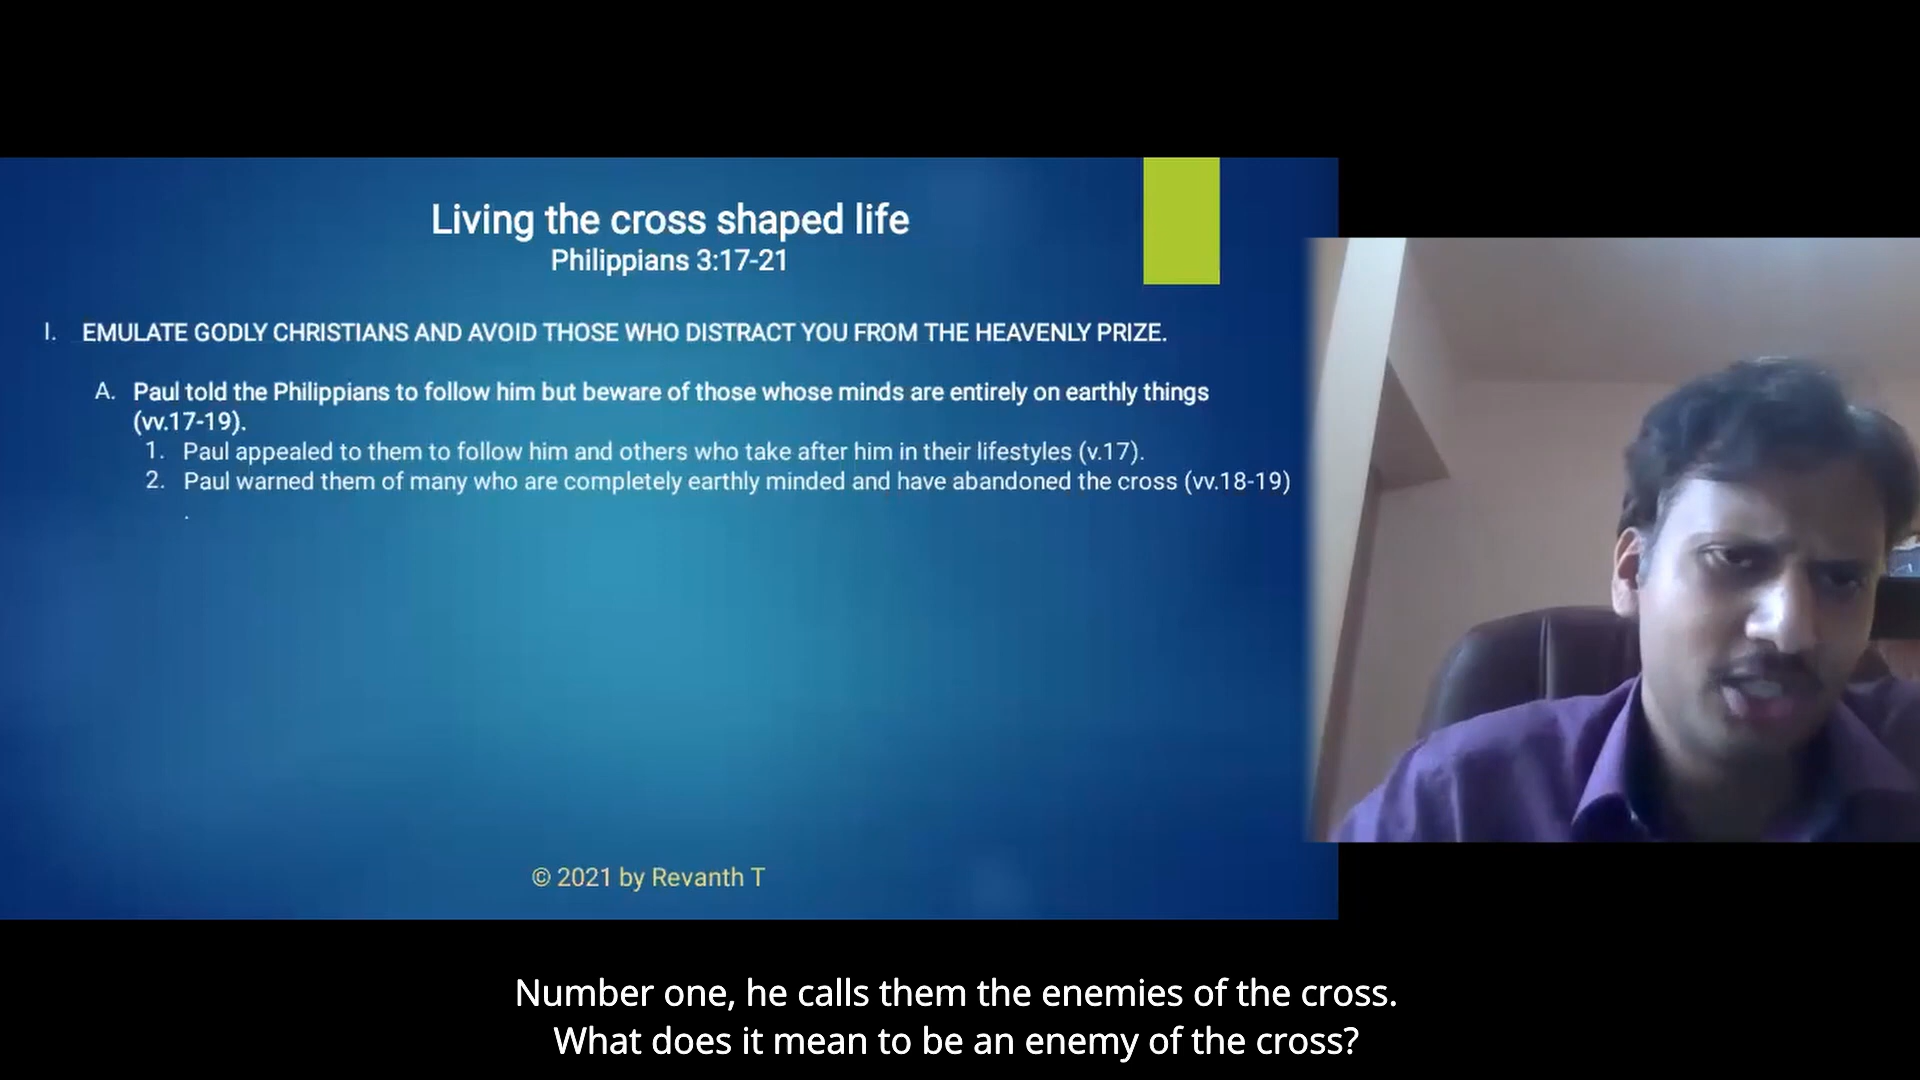 Living the cross shaped life
Philippians 3:17-21
I. EMULATE GODLY CHRISTIANS AND AVOID THOSE WHO DISTRACT YOU FROM THE HEAVENLY PRIZE.
A. Paul told the Philippians to follow him but beware of those whose minds are entirely on earthly things
(vv.17-19).
1. Paul appealed to them to follow him and others who take after him in their lifestyles (v.17).
2. Paul warned them of many who are completely earthly minded and have abandoned the cross (vv.18-19)
.
© 2021 by Revanth T
Number one, he calls them the enemies of the cross.
What does it mean to be an enemy of the cross?